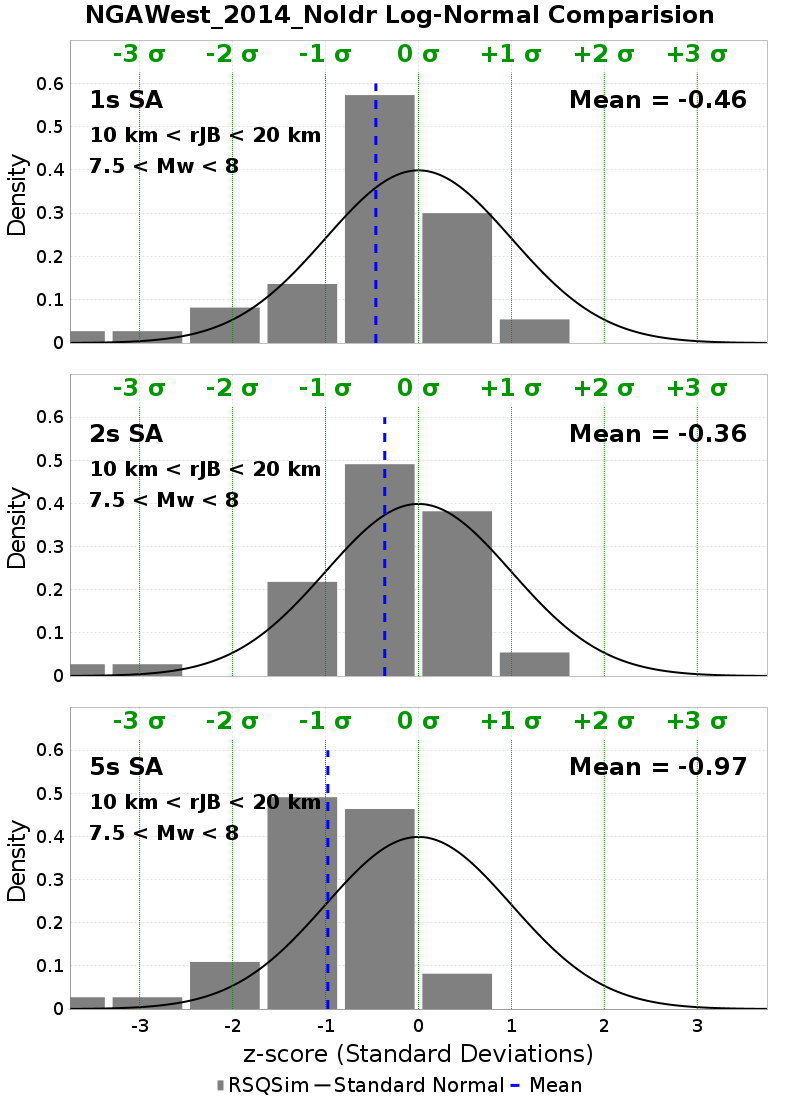 NGAWest_2014_NoIdr Log-Normal Comparision
-3 σ -2 σ -1 σ 0 σ +1 σ +2 σ +3 σ
1s SA Mean = -0.46
10 km < rJB < 20 km
7.5 < Mw < 8
0.6
0.5
0.4
0.3
0.2
0.1
0
Density
-3 σ -2 σ -1 σ 0 σ +1 σ +2 σ +3 σ
2s SA Mean = -0.36
10 km < rJB < 20 km
7.5 < Mw < 8
0.6
0.5
0.4
0.3
0.2
0.1
0
Density
-3 σ -2 σ -1 σ 0 σ +1 σ +2 σ +3 σ
5s SA Mean = -0.97
10 km < rJB < 20 km
7.5 < Mw < 8
0.6
0.5
0.4
0.3
0.2
0.1
0
Density
-3 -2 -1 0 1 2 3
z-score (Standard Deviations)
RSQSim Standard Normal Mean